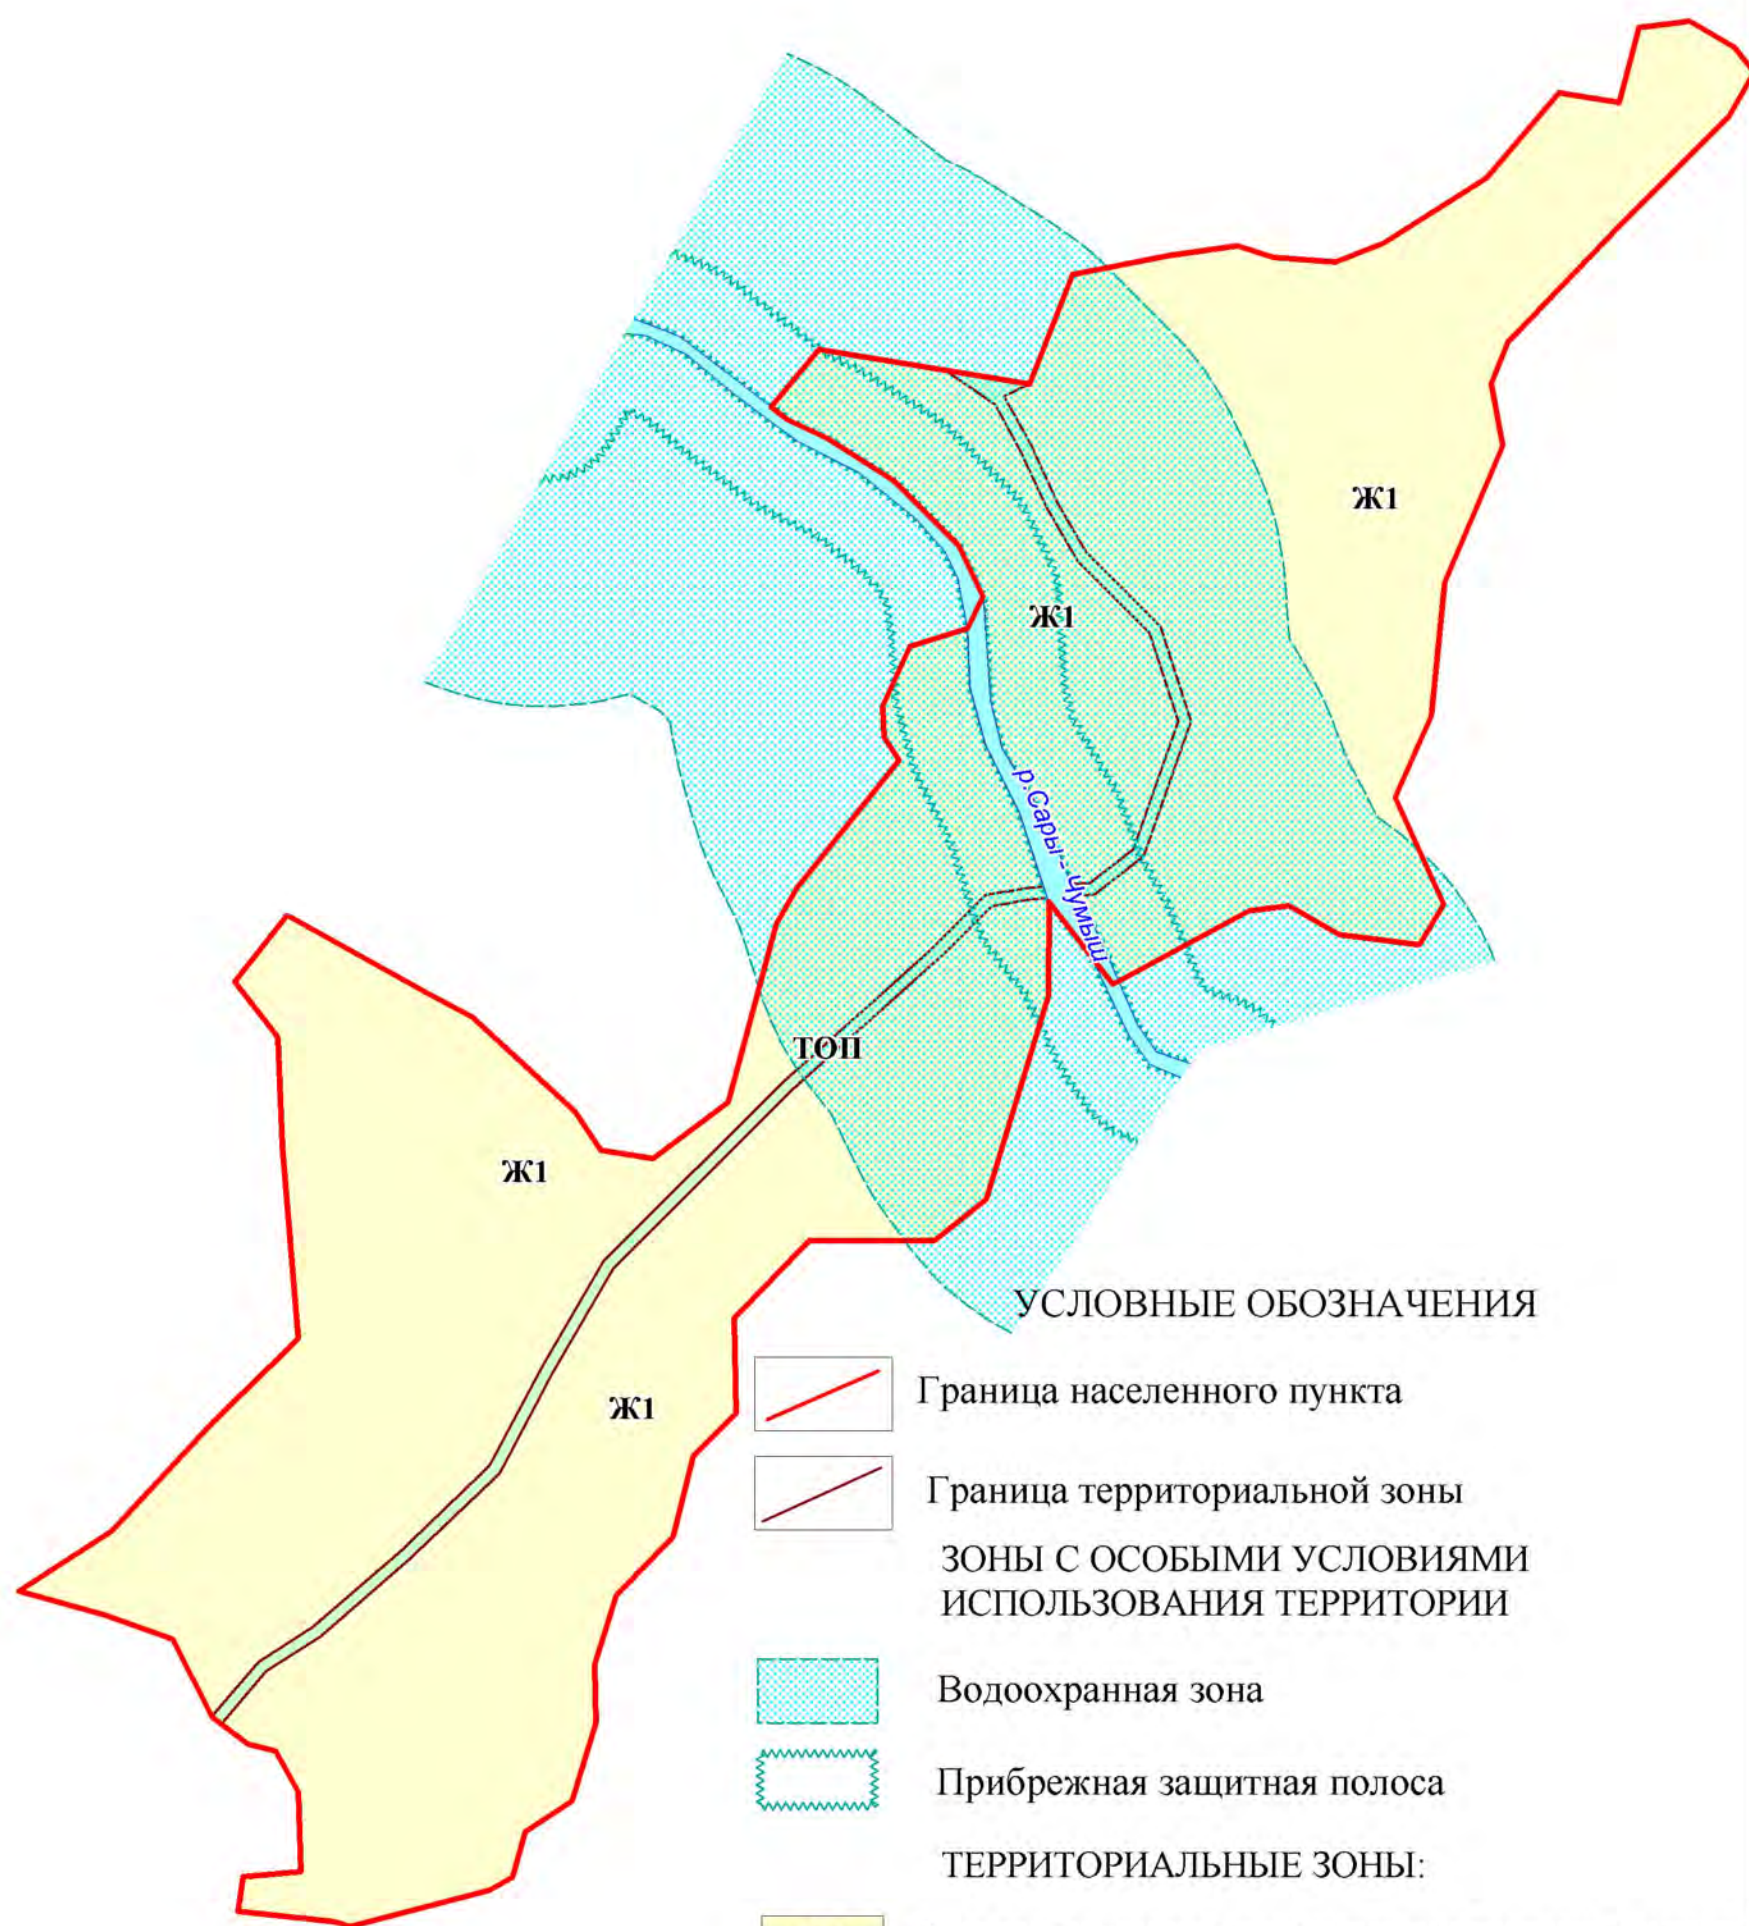 Ж1
Ж1
р.Сары - Чумыш
ТОП
Ж1
Ж1
УСЛОВНЫЕ ОБОЗНАЧЕНИЯ
Граница населенного пункта
Граница территориальной зоны
ЗОНЫ С ОСОБЫМИ УСЛОВИЯМИ
ИСПОЛЬЗОВАНИЯ ТЕРРИТОРИИ
Водоохранная зона
Прибрежная защитная полоса
ТЕРРИТОРИАЛЬНЫЕ ЗОНЫ: